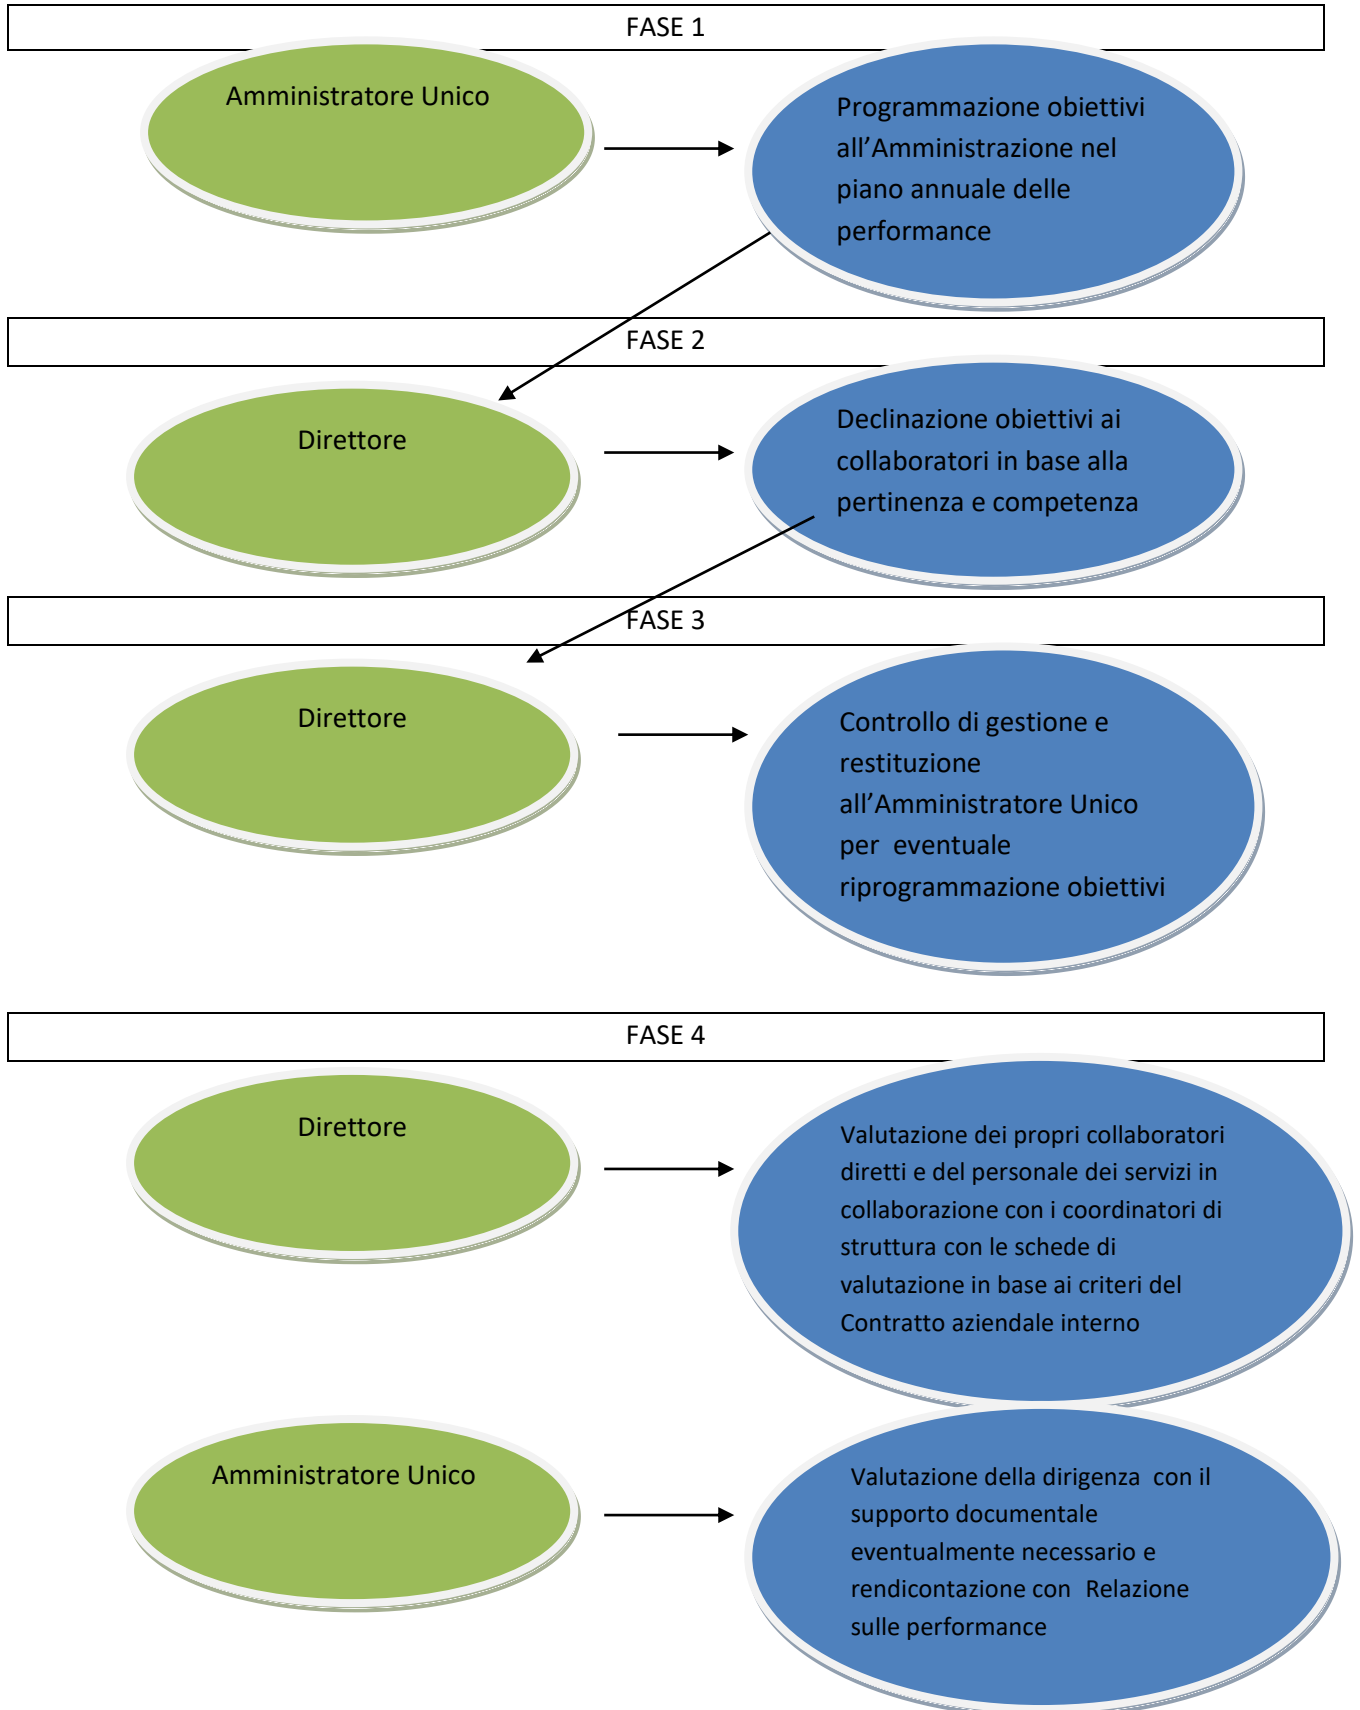 FASE 1
Amministratore Unico
Programmazione obiettivi
all’Amministrazione nel
piano annuale delle
performance
FASE 2
Direttore
Declinazione obiettivi ai
collaboratori in base alla
pertinenza e competenza
FASE 3
Direttore
Controllo di gestione e
restituzione
all’Amministratore Unico
per eventuale
riprogrammazione obiettivi
FASE 4
Direttore
Valutazione dei propri collaboratori
diretti e del personale dei servizi in
collaborazione con i coordinatori di
struttura con le schede di
valutazione in base ai criteri del
Contratto aziendale interno
Amministratore Unico
Valutazione della dirigenza con il
supporto documentale
eventualmente necessario e
rendicontazione con Relazione
sulle performance